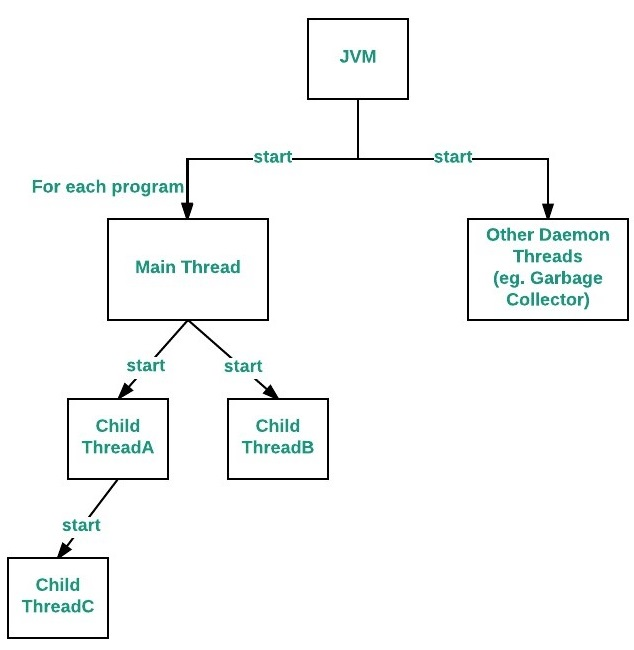 JVM
start
start
For each program
Main Thread
Other Daemon
Threads
(eg. Garbage
Collector)
start
start
Child
ThreadA
Child
ThreadB
start
Child
ThreadC